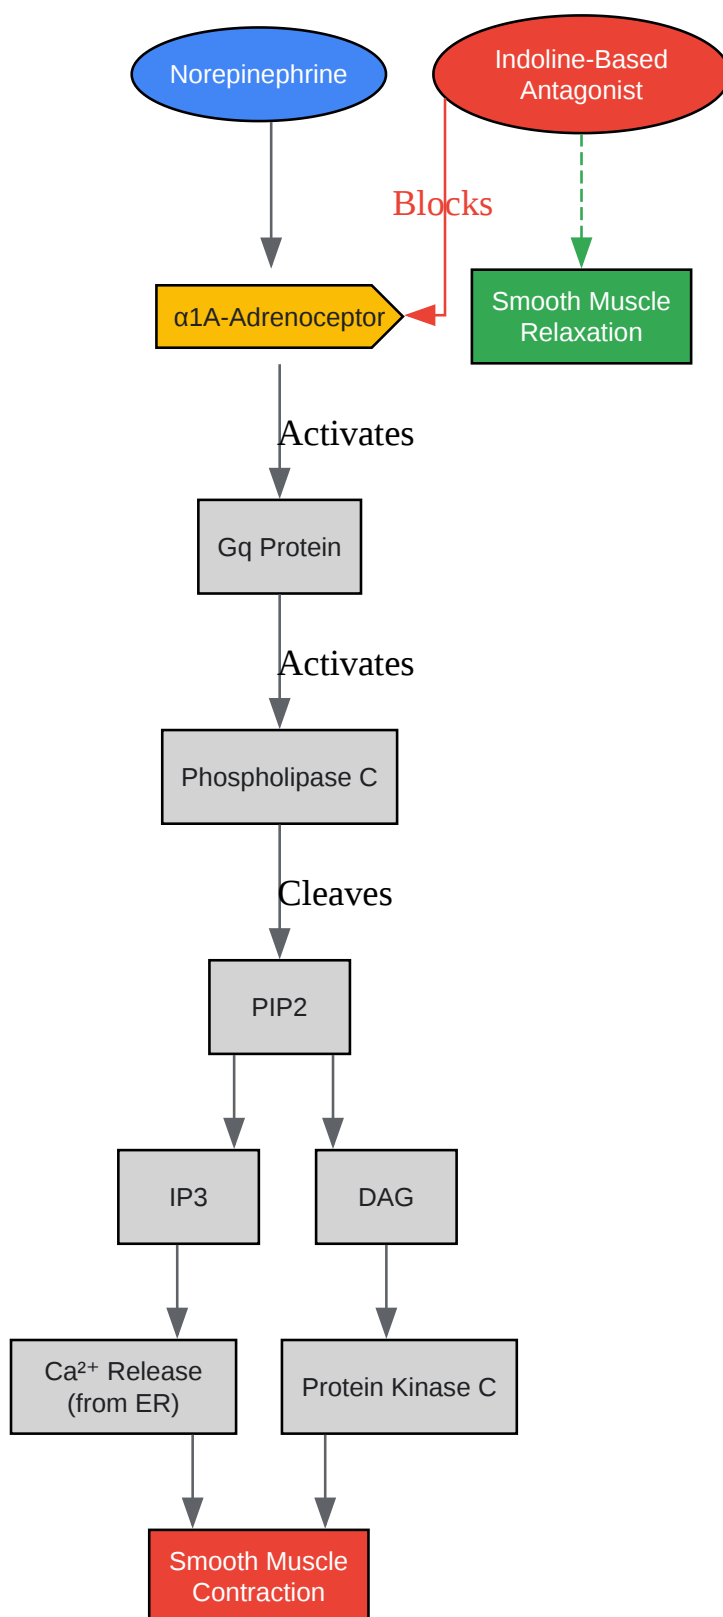 Norepinephrine
Indoline-Based
Antagonist
Blocks
α1A-Adrenoceptor
Smooth Muscle
Relaxation
Activates
Gq Protein
Activates
Phospholipase C
Cleaves
PIP2
IP3
DAG
Ca²⁺ Release
(from ER)
Protein Kinase C
Smooth Muscle
Contraction